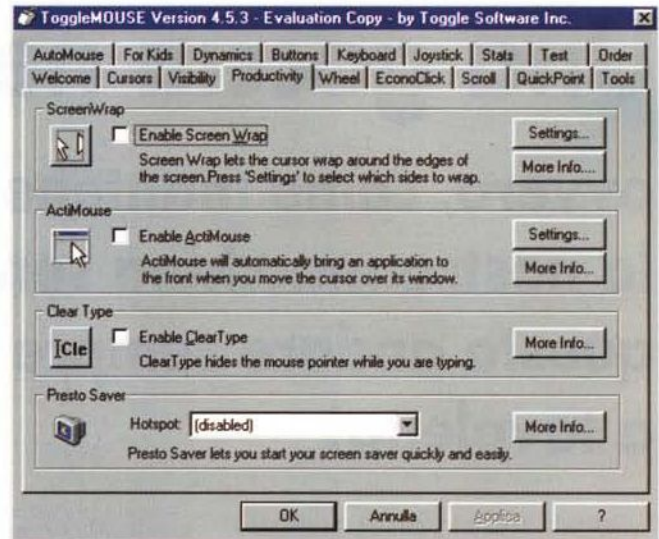 ToggleMOUSE Version 4.5.3 - Evaluation Copy - by Toggle Software Inc.
AutoMouse For Kids Dynamics Buttons Keyboard Joystick Stats Test Order
Welcome Cursors Visibility Productivity Wheel EconoClick Scroll QuickPoint Tools
ScreenWrap
Enable Screen Wrap
Settings...
Screen Wrap lets the cursor wrap around the edges of
the screen.Press 'Settings' to select which sides to wrap.
More Info....
ActiMouse
Enable ActiMouse
Settings...
ActiMouse will automatically bring an application to
the front when you move the cursor over its window.
More Info...
Clear Type
Cle
Enable ClearType
More Info...
ClearType hides the mouse pointer while you are typing.
Presto Saver
Hotspot: (disabled)
More Info...
Presto Saver lets you start your screen saver quickly and easily.
OK Annulla Applica ?